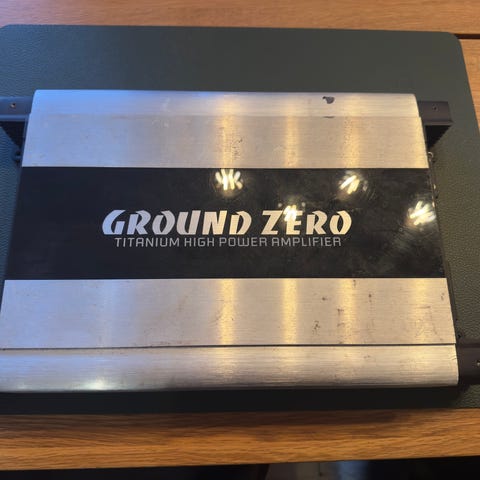 GROUND ZERO
TITANIUM HIGH POWER AMPLIFIER